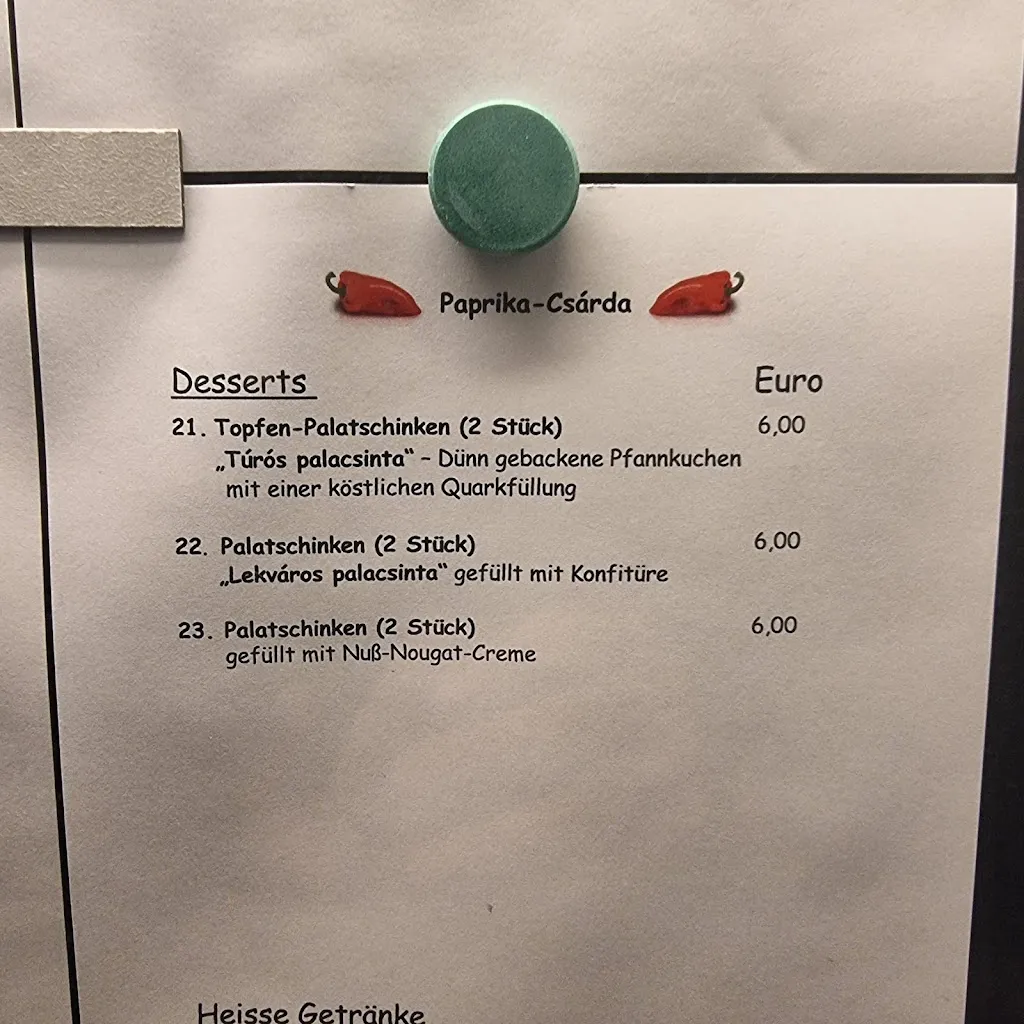 Paprika-Csárda
Desserts Euro
21. Topfen-Palatschinken (2 Stück) 6,00
„Túrós palacsinta“ – Dünn gebackene Pfannkuchen
mit einer köstlichen Quarkfüllung
22. Palatschinken (2 Stück) 6,00
„Lekváros palacsinta“ gefüllt mit Konfitüre
23. Palatschinken (2 Stück) 6,00
gefüllt mit Nuß-Nougat-Creme
Heisse Getränke